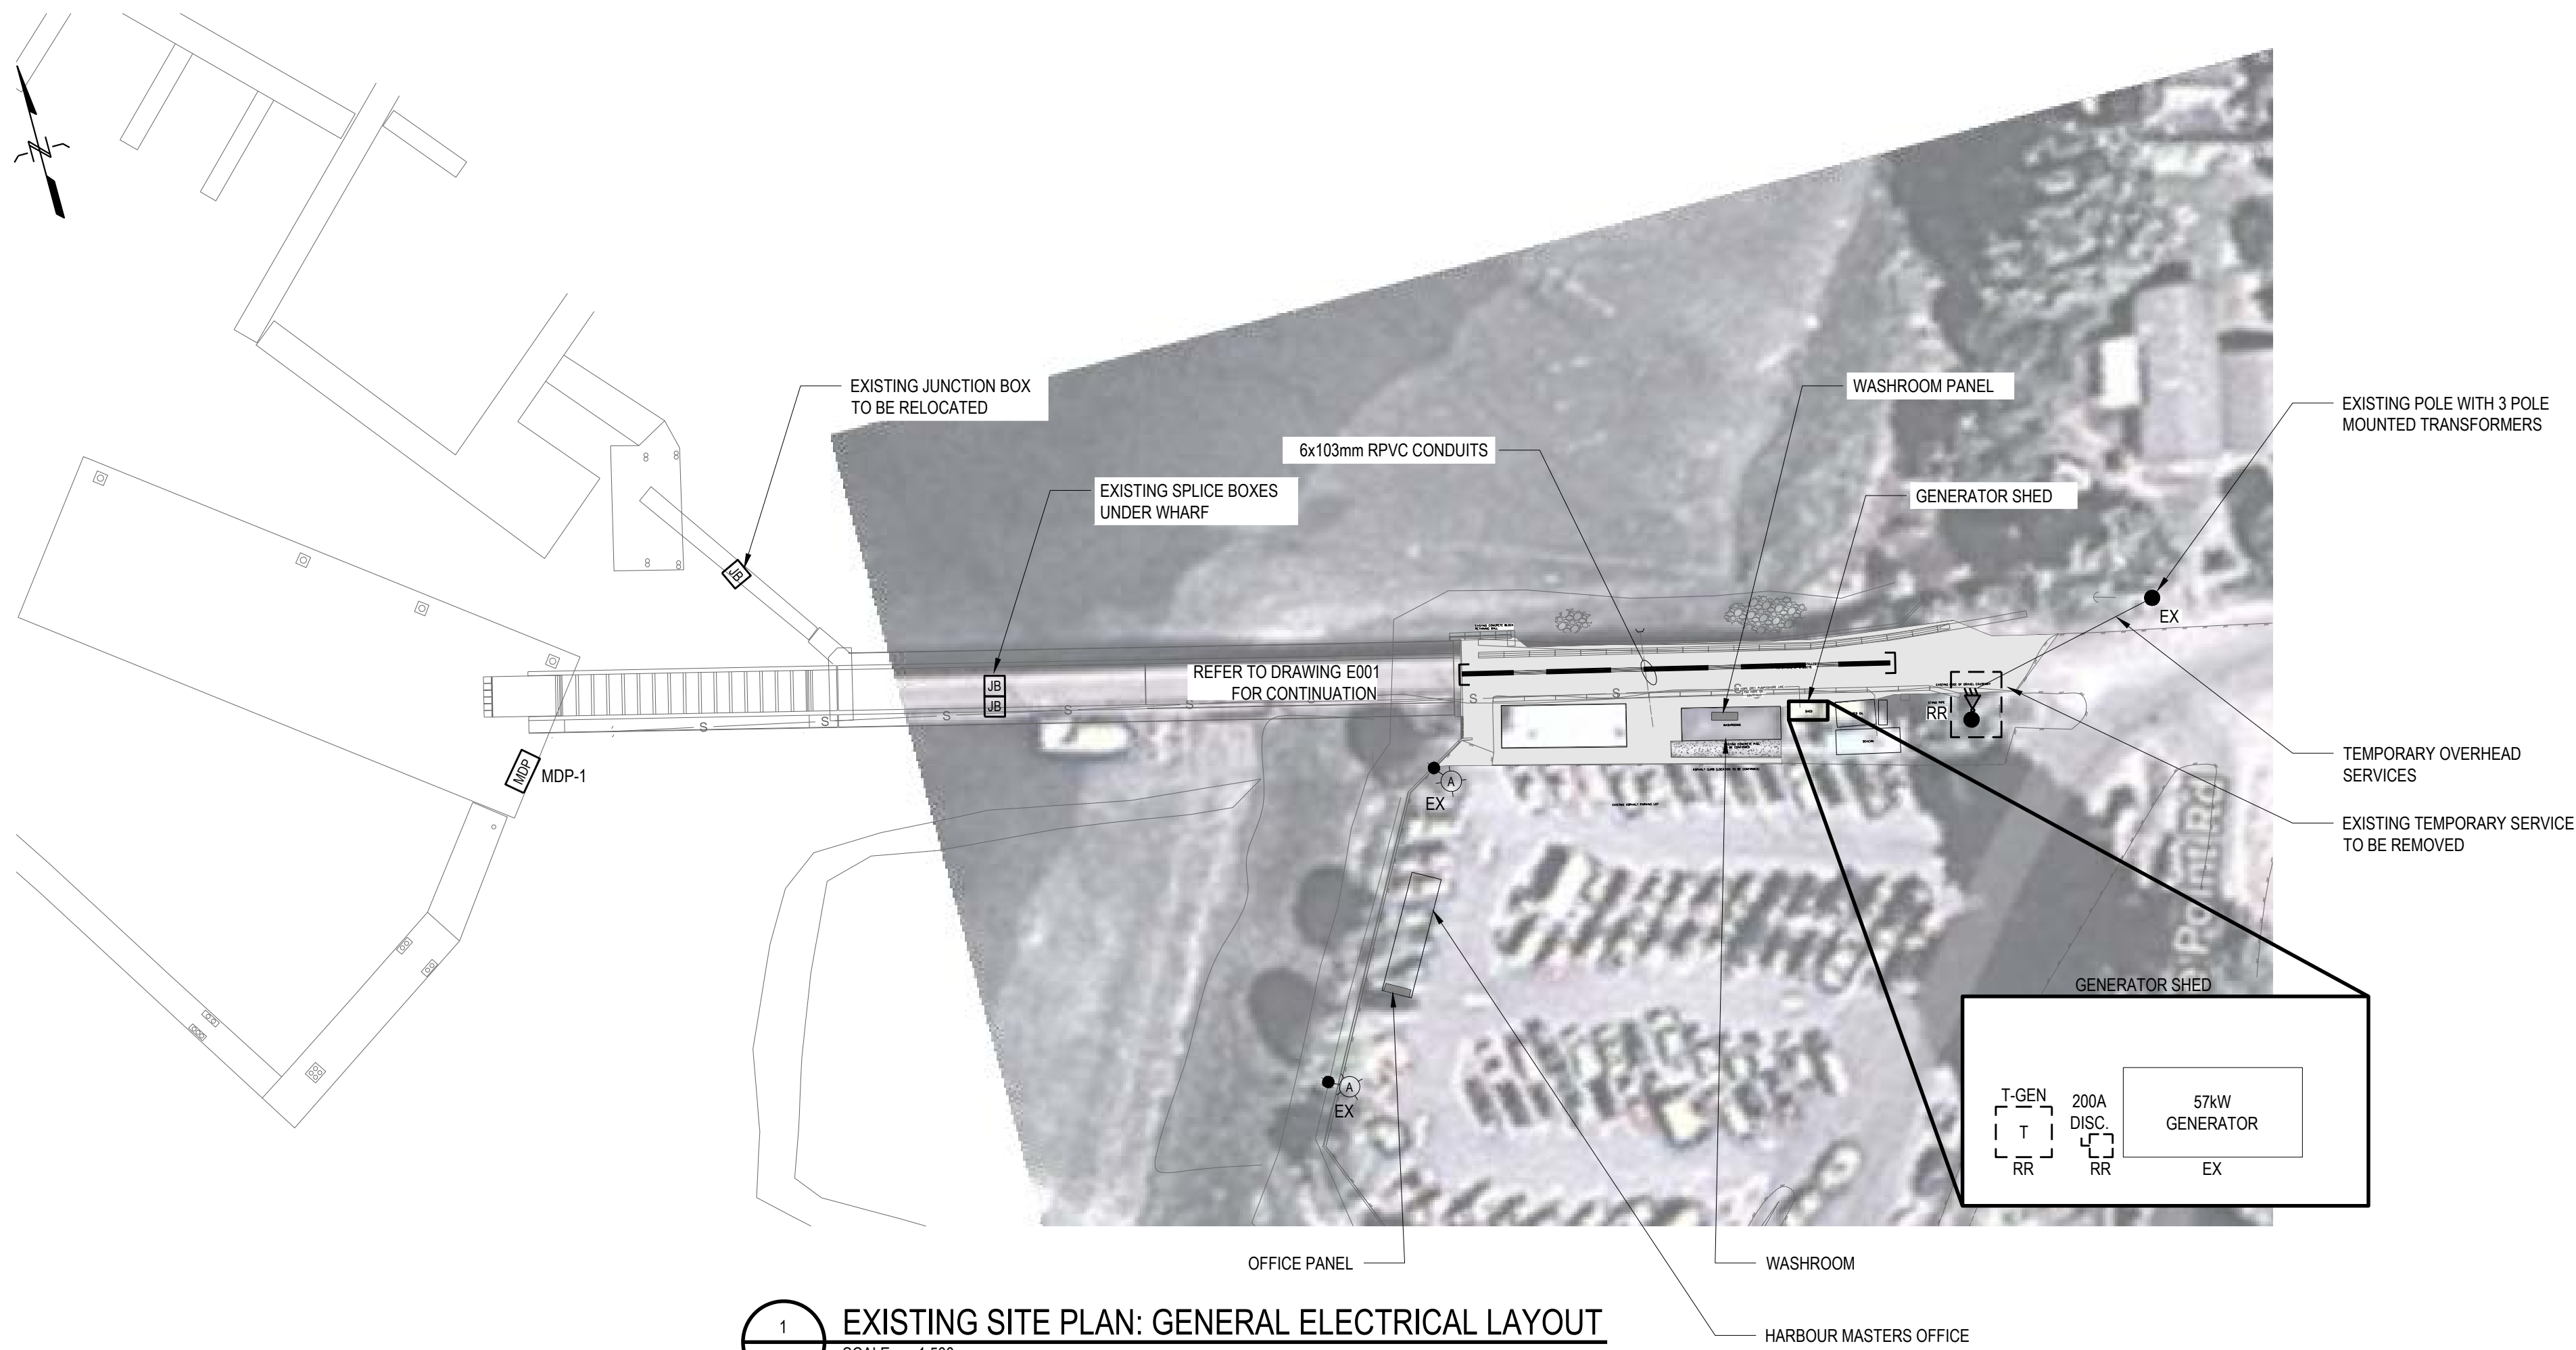 EXISTING JUNCTION BOX
TO BE RELOCATED
WASHROOM PANEL
EXISTING POLE WITH 3 POLE
MOUNTED TRANSFORMERS
6x103mm RPVC CONDUITS
EXISTING SPLICE BOXES
UNDER WHARF
GENERATOR SHED
JB
EX
REFER TO DRAWING E001
FOR CONTINUATION
JB
JB
S
S
S
S
S
S
S
S
SHED
RR
MDP
MDP-1
TEMPORARY OVERHEAD
SERVICES
A
EX
EXISTING TEMPORARY SERVICE
TO BE REMOVED
GENERATOR SHED
A
EX
T-GEN
T
RR
200A
DISC.
RR
57kW
GENERATOR
EX
OFFICE PANEL
WASHROOM
HARBOUR MASTERS OFFICE
1
EXISTING SITE PLAN: GENERAL ELECTRICAL LAYOUT